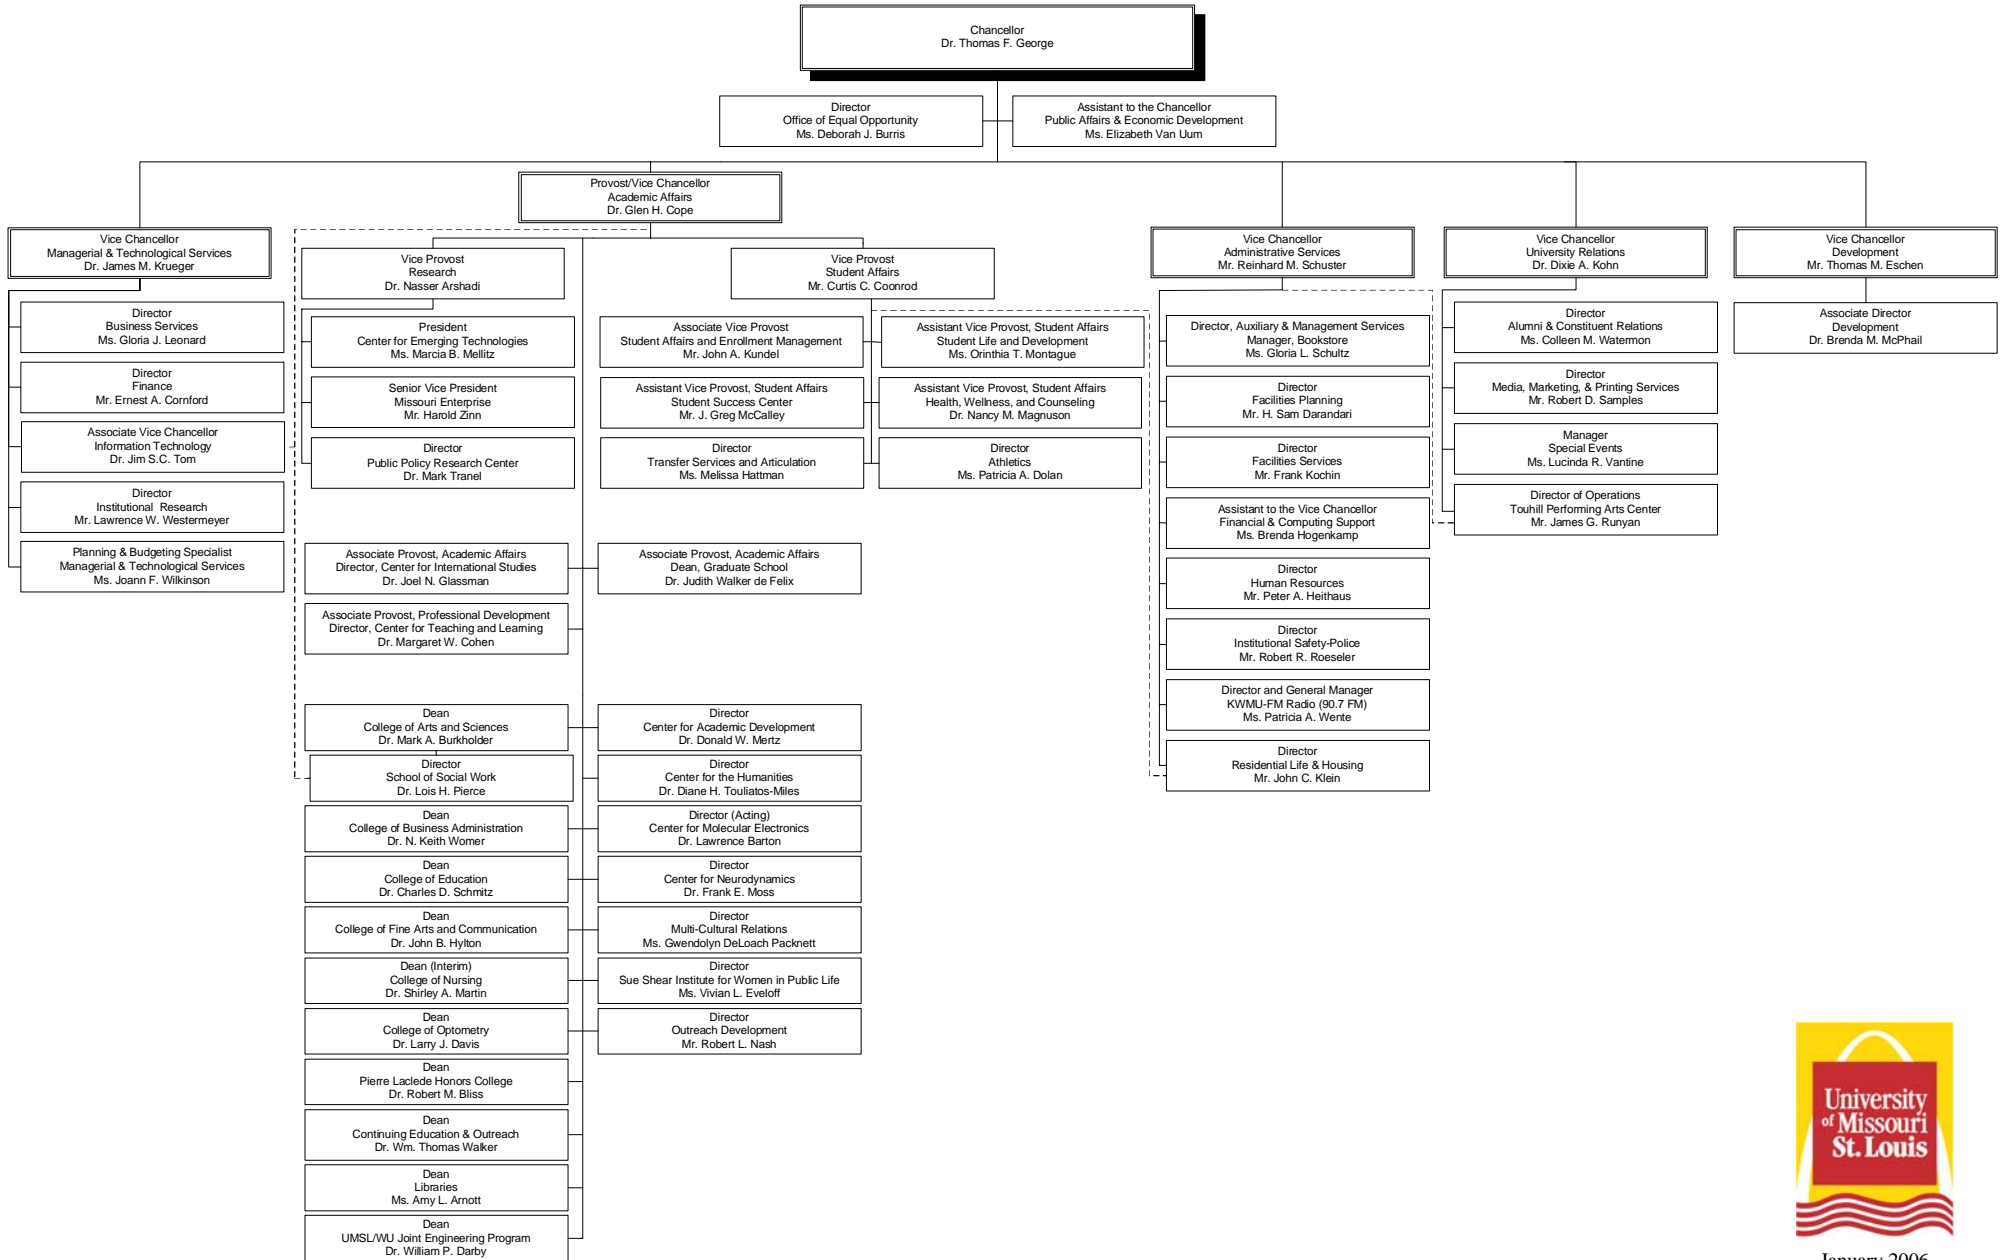 Chancellor
Dr. Thomas F. George
Director
Office of Equal Opportunity
Ms. Deborah J. Burris
Assistant to the Chancellor
Public Affairs & Economic Development
Ms. Elizabeth Van Uum
Provost/Vice Chancellor
Academic Affairs
Dr. Glen H. Cope
Vice Chancellor
Managerial & Technological Services
Dr. James M. Krueger
Director
Business Services
Ms. Gloria J. Leonard
Director
Finance
Mr. Ernest A. Cornford
Associate Vice Chancellor
Information Technology
Dr. Jim S.C. Tom
Director
Institutional Research
Mr. Lawrence W. Westermeyer
Planning & Budgeting Specialist
Managerial & Technological Services
Ms. Joann F. Wilkinson
Vice Provost
Research
Dr. Nasser Arshadi
President
Center for Emerging Technologies
Ms. Marcia B. Mellitz
Senior Vice President
Missouri Enterprise
Mr. Harold Zinn
Director
Public Policy Research Center
Dr. Mark Tranel
Vice Provost
Student Affairs
Mr. Curtis C. Coonrod
Associate Vice Provost
Student Affairs and Enrollment Management
Mr. John A. Kundel
Assistant Vice Provost, Student Affairs
Student Life and Development
Ms. Orinthia T. Montague
Assistant Vice Provost, Student Affairs
Student Success Center
Mr. J. Greg McCalley
Assistant Vice Provost, Student Affairs
Health, Wellness, and Counseling
Dr. Nancy M. Magnuson
Director
Transfer Services and Articulation
Ms. Melissa Hattman
Director
Athletics
Ms. Patricia A. Dolan
Associate Provost, Academic Affairs
Director, Center for International Studies
Dr. Joel N. Glassman
Associate Provost, Academic Affairs
Dean, Graduate School
Dr. Judith Walker de Felix
Associate Provost, Professional Development
Director, Center for Teaching and Learning
Dr. Margaret W. Cohen
Dean
College of Arts and Sciences
Dr. Mark A. Burkholder
Director
Center for Academic Development
Dr. Donald W. Mertz
Director
School of Social Work
Dr. Lois H. Pierce
Director
Center for the Humanities
Dr. Diane H. Touliatos-Miles
Dean
College of Business Administration
Dr. N. Keith Womer
Director (Acting)
Center for Molecular Electronics
Dr. Lawrence Barton
Dean
College of Education
Dr. Charles D. Schmitz
Director
Center for Neurodynamics
Dr. Frank E. Moss
Dean
College of Fine Arts and Communication
Dr. John B. Hylton
Director
Multi-Cultural Relations
Ms. Gwendolyn DeLoach Packnett
Dean (Interim)
College of Nursing
Dr. Shirley A. Martin
Director
Sue Shear Institute for Women in Public Life
Ms. Vivian L. Eveloff
Dean
College of Optometry
Dr. Larry J. Davis
Director
Outreach Development
Mr. Robert L. Nash
Dean
Pierre Laclede Honors College
Dr. Robert M. Bliss
Dean
Continuing Education & Outreach
Dr. Wm. Thomas Walker
Dean
Libraries
Ms. Amy L. Arnott
Dean
UMSL/WU Joint Engineering Program
Dr. William P. Darby
Vice Chancellor
Administrative Services
Mr. Reinhard M. Schuster
Director, Auxiliary & Management Services
Manager, Bookstore
Ms. Gloria L. Schultz
Director
Facilities Planning
Mr. H. Sam Darandari
Director
Facilities Services
Mr. Frank Kochin
Assistant to the Vice Chancellor
Financial & Computing Support
Ms. Brenda Hogenkamp
Director
Human Resources
Mr. Peter A. Heithaus
Director
Institutional Safety-Police
Mr. Robert R. Roeseler
Director and General Manager
KWMU-FM Radio (90.7 FM)
Ms. Patricia A. Wente
Director
Residential Life & Housing
Mr. John C. Klein
Vice Chancellor
University Relations
Dr. Dixie A. Kohn
Director
Alumni & Constituent Relations
Ms. Colleen M. Watermon
Director
Media, Marketing, & Printing Services
Mr. Robert D. Samples
Manager
Special Events
Ms. Lucinda R. Vantine
Director of Operations
Touhill Performing Arts Center
Mr. James G. Runyan
Vice Chancellor
Development
Mr. Thomas M. Eschen
Associate Director
Development
Dr. Brenda M. McPhail
University
of Missouri
St. Louis
January 2006